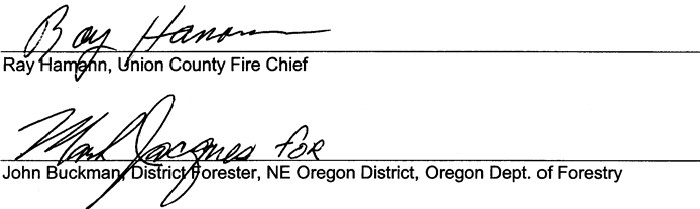 Ray Hamann
Ray Hamann, Union County Fire Chief
Mark Jacques FOR
John Buckman, District Forester, NE Oregon District, Oregon Dept. of Forestry